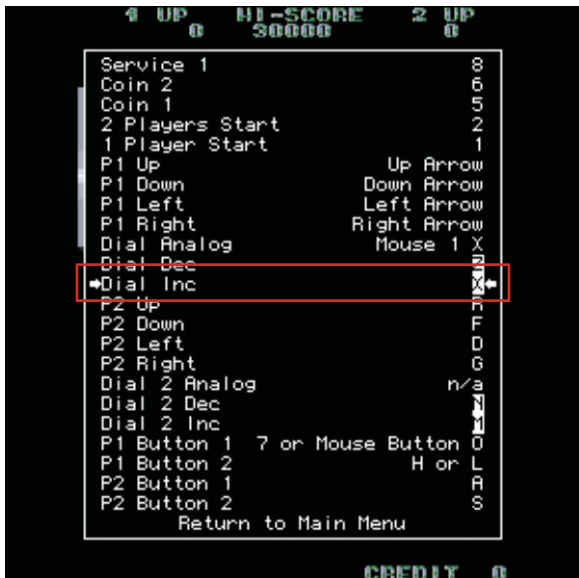 1 UP HI-SCORE 2 UP
0 30000 0
Service 1 8
Coin 2 6
Coin 1 5
2 Players Start 2
1 Player Start 1
P1 Up Up Arrow
P1 Down Down Arrow
P1 Left Left Arrow
P1 Right Right Arrow
Dial Analog Mouse 1 X
Dial Dec Z
➡Dial Inc X⬅
P2 Up R
P2 Down F
P2 Left D
P2 Right G
Dial 2 Analog n/a
Dial 2 Dec N
Dial 2 Inc M
P1 Button 1 7 or Mouse Button 0
P1 Button 2 H or L
P2 Button 1 A
P2 Button 2 S
Return to Main Menu
CREDIT 0